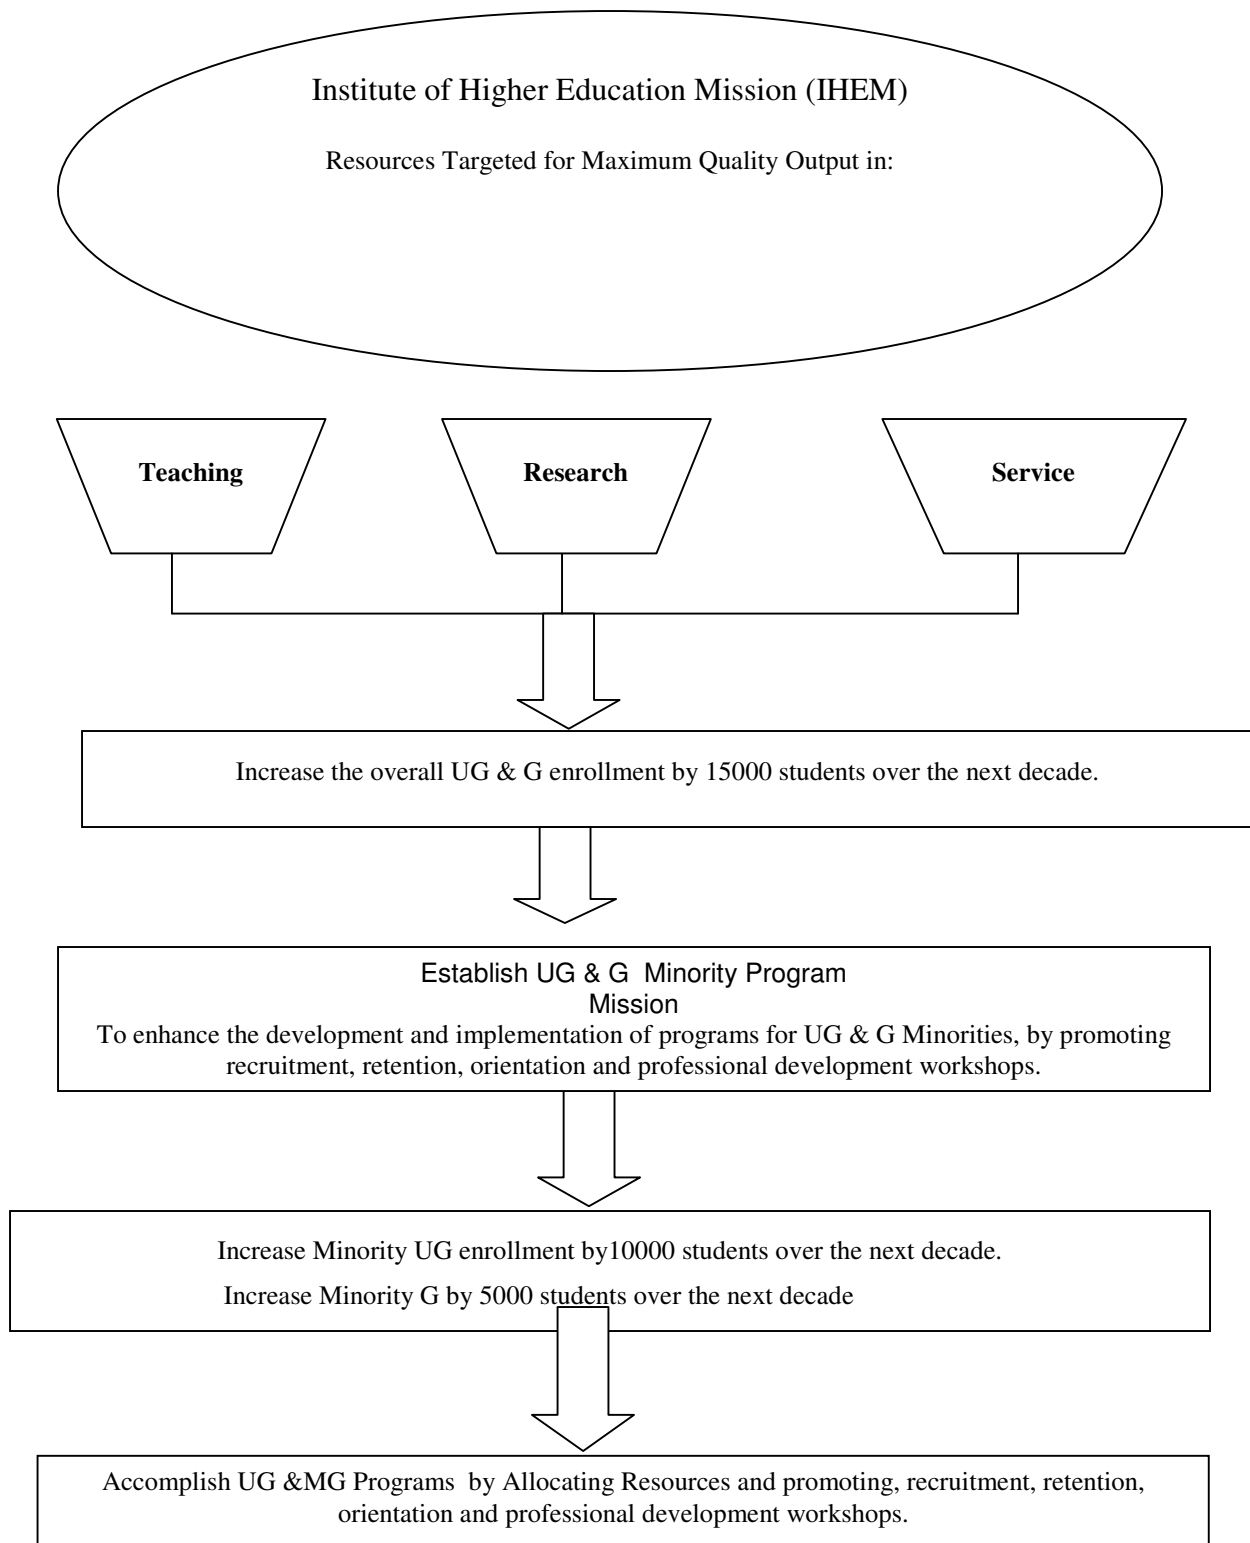 Institute of Higher Education Mission (IHEM)
Resources Targeted for Maximum Quality Output in:
Teaching
Research
Service
Increase the overall UG & G enrollment by 15000 students over the next decade.
Establish UG & G  Minority Program
Mission
To enhance the development and implementation of programs for UG & G Minorities, by promoting
recruitment, retention, orientation and professional development workshops.
Increase Minority UG enrollment by10000 students over the next decade.
Increase Minority G by 5000 students over the next decade
Accomplish UG &MG Programs  by Allocating Resources and promoting, recruitment, retention,
orientation and professional development workshops.